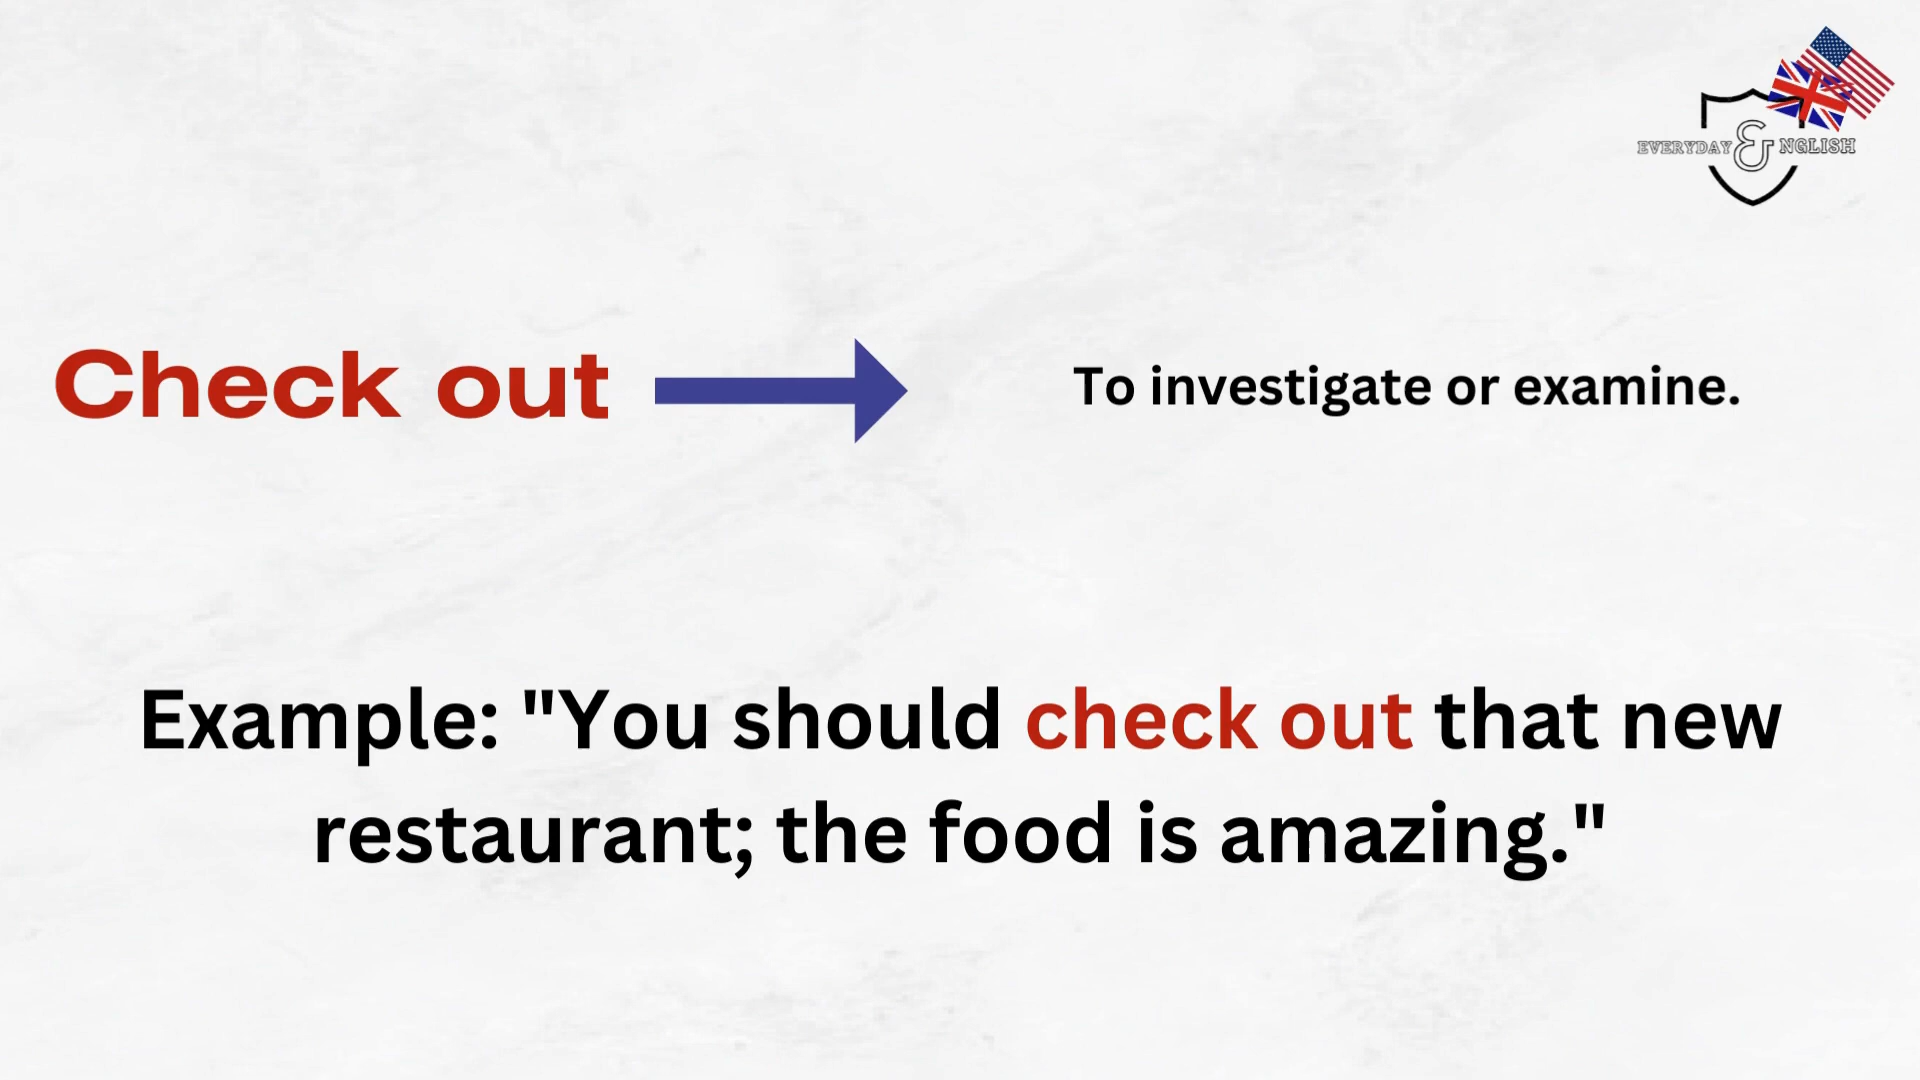 EVERYDAY & NGLISH
Check out
To investigate or examine.
Example: "You should check out that new
restaurant; the food is amazing."